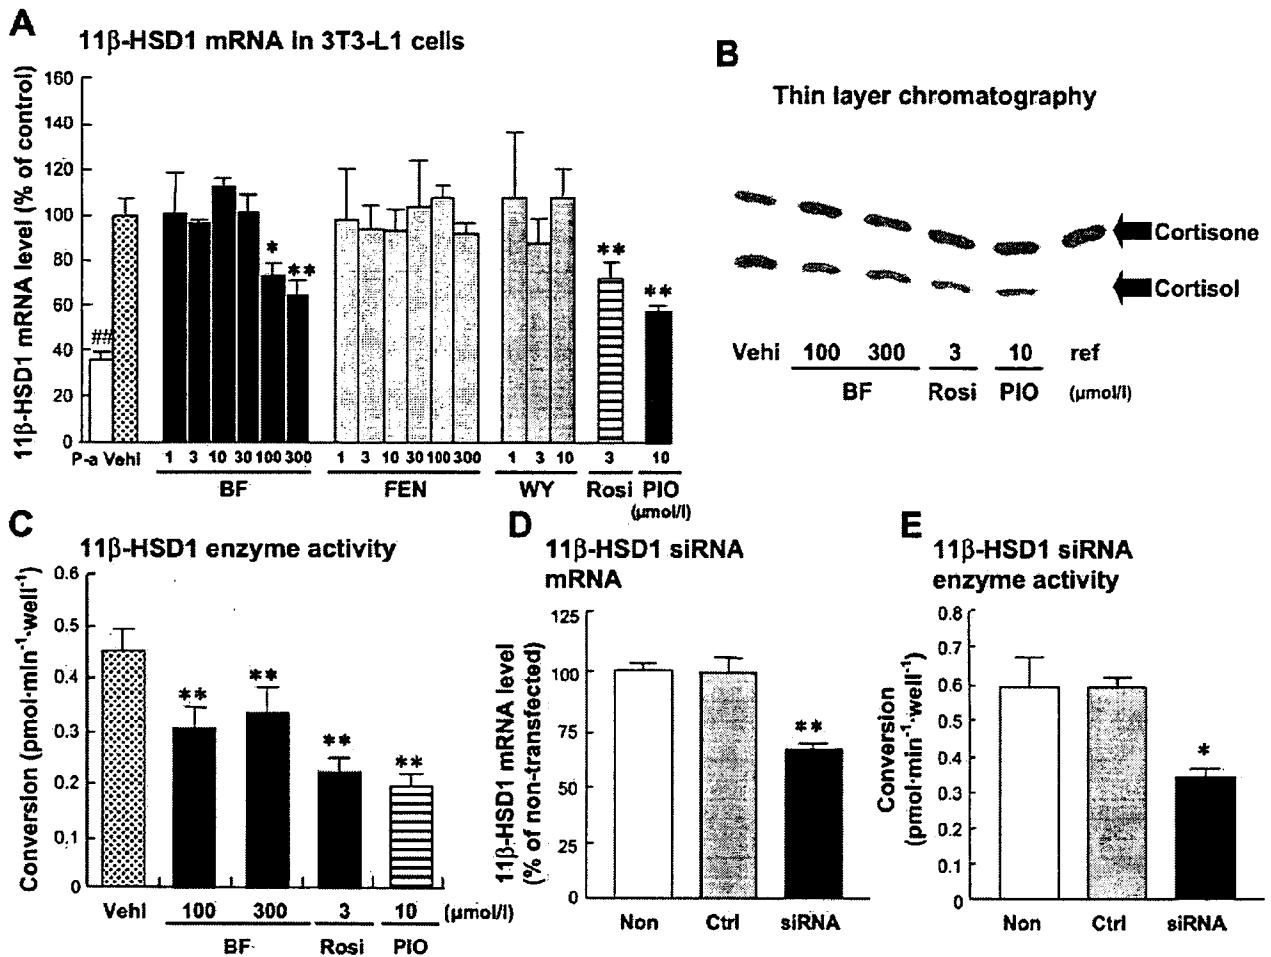 A
11β-HSD1 mRNA in 3T3-L1 cells
11β-HSD1 mRNA level (% of control)
160
140
120
100
80
60
40
20
0
##
*
**
**
**
P-a Vehi
1 3 10 30 100 300
1 3 10 30 100 300
1 3 10
3
10
BF
FEN
WY
Rosi
PIO
(μmol/l)
B
Thin layer chromatography
Cortisone
Cortisol
Vehi 100 300 3 10 ref
BF Rosi PIO (μmol/l)
C
11β-HSD1 enzyme activity
Conversion (pmol·min⁻¹·well⁻¹)
0.6
0.5
0.4
0.3
0.2
0.1
0
**
**
**
**
Vehi 100 300 3 10 (μmol/l)
BF Rosi PIO
D
11β-HSD1 siRNA
mRNA
11β-HSD1 mRNA level
(% of non-transfected)
125
100
75
50
25
0
**
Non Ctrl siRNA
E
11β-HSD1 siRNA
enzyme activity
Conversion
(pmol·min⁻¹·well⁻¹)
0.8
0.7
0.6
0.5
0.4
0.3
0.2
0.1
0
*
Non Ctrl siRNA